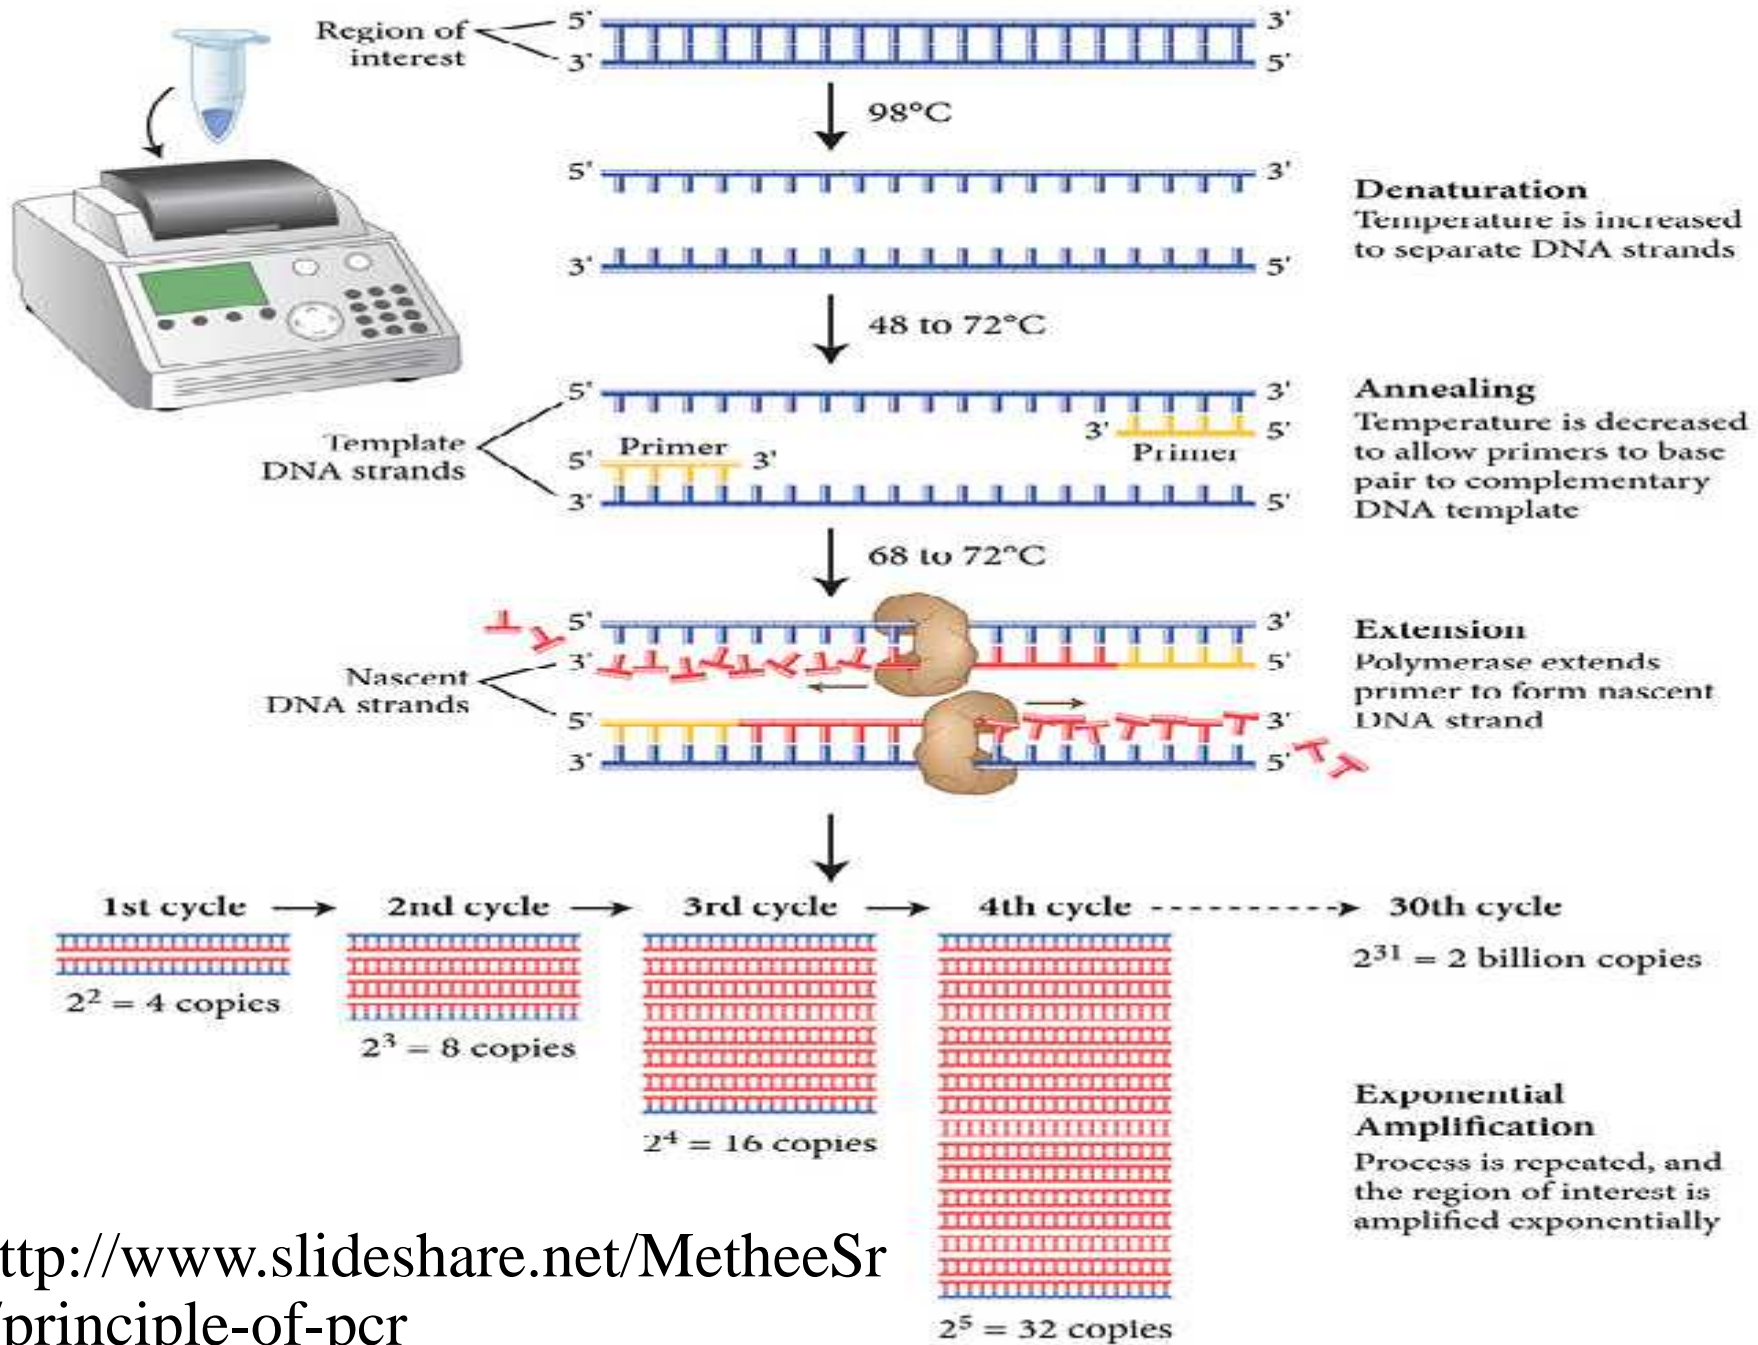 Region of
interest
5' 3'
3' 5'
98°C
5' 3'
3' 5'
Denaturation
Temperature is increased
to separate DNA strands
48 to 72°C
5' 3'
3' 5'
Primer
Template
DNA strands
Primer
5' 3'
3' 5'
Annealing
Temperature is decreased
to allow primers to base
pair to complementary
DNA template
68 to 72°C
5' 3'
3' 5'
Nascent
DNA strands
5' 3'
3' 5'
Extension
Polymerase extends
primer to form nascent
DNA strand
1st cycle
2² = 4 copies
2nd cycle
2³ = 8 copies
3rd cycle
2⁴ = 16 copies
4th cycle
2⁵ = 32 copies
30th cycle
2³¹ = 2 billion copies
Exponential
Amplification
Process is repeated, and
the region of interest is
amplified exponentially
ttp://www.slideshare.net/MetheeSr
/principle-of-pcr